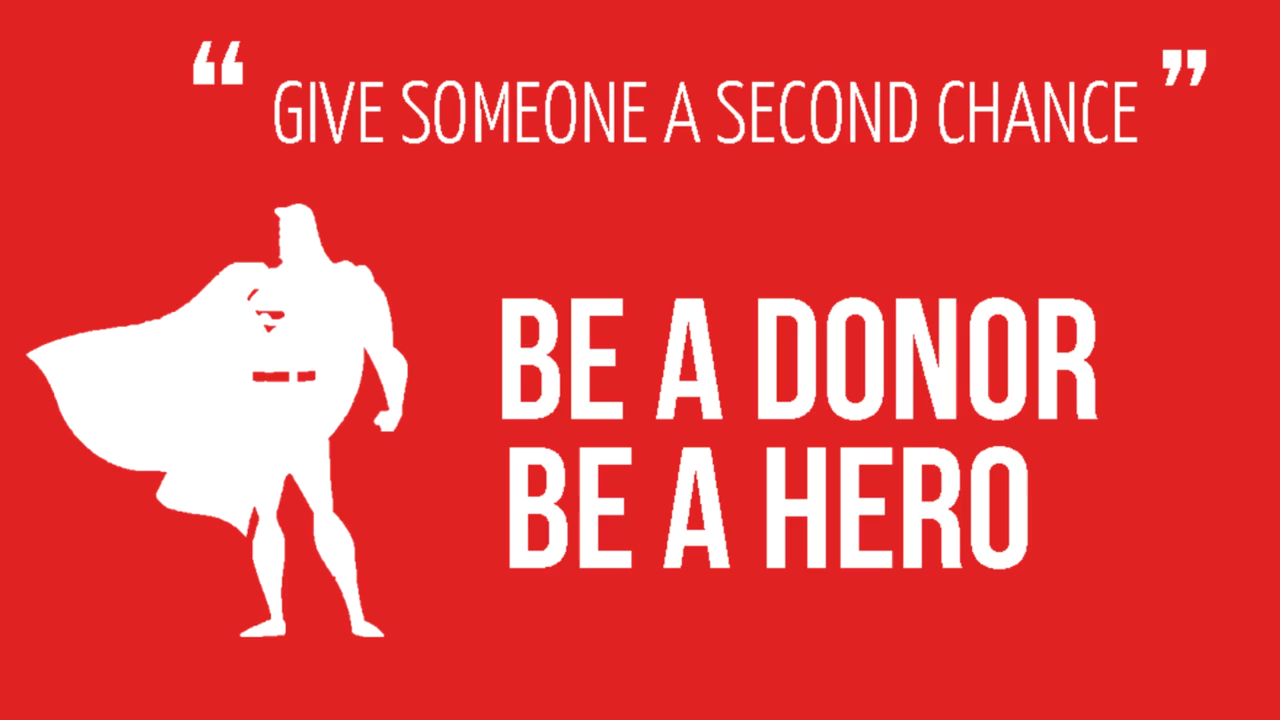 “ GIVE SOMEONE A SECOND CHANCE ”
BE A DONOR
BE A HERO